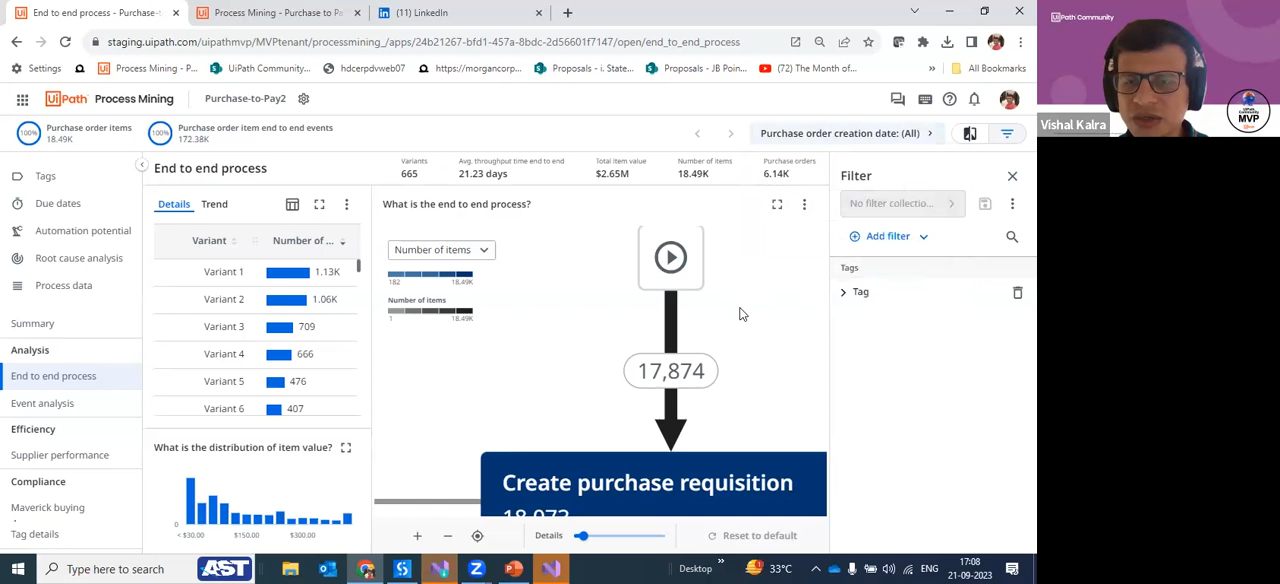 End to end process - Purchase-to
Process Mining - Purchase to Pa
(11) LinkedIn
staging.uipath.com/uipathmvp/MVPtenant/processmining_/apps/24b21267-bfd1-457a-8bdc-2d56601f7147/open/end_to_end_process
Settings
Process Mining - P...
UiPath Community...
hdcerpdvweb07
https://morgancorp...
Proposals - i. State...
Proposals - JB Poin...
(72) The Month of...
»
All Bookmarks
UiPath Process Mining
Purchase-to-Pay2
100%
Purchase order items
18.49K
100%
Purchase order item end to end events
172.38K
Purchase order creation date: (All)
Tags
Due dates
Automation potential
Root cause analysis
Process data
Summary
Analysis
End to end process
Event analysis
Efficiency
Supplier performance
Compliance
Maverick buying
Tag details
End to end process
Variants
665
Avg. throughput time end to end
21.23 days
Total item value
$2.65M
Number of items
18.49K
Purchase orders
6.14K
Details
Trend
Variant
Number of ...
Variant 1
1.13K
Variant 2
1.06K
Variant 3
709
Variant 4
666
Variant 5
476
Variant 6
407
What is the distribution of item value?
0
< $30.00
$150.00
$300.00
What is the end to end process?
Number of items
182
18.49K
Number of items
1
18.49K
17,874
Create purchase requisition
18,073
Details
Reset to default
Filter
No filter collectio...
Add filter
Tags
Tag
UiPath Community
Vishal Kalra
UiPath
Community
MVP
Type here to search
AST
Desktop
»
33°C
ENG
17:08
21-09-2023